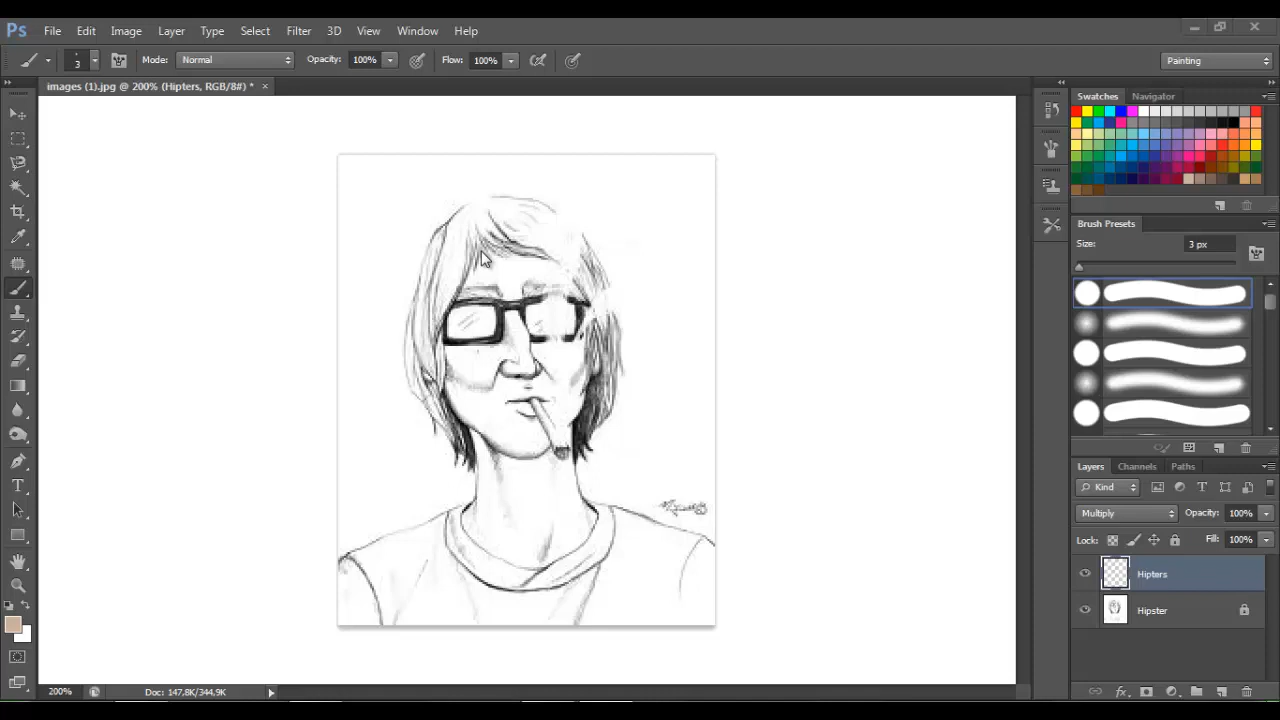 Ps File Edit Image Layer Type Select Filter 3D View Window Help
3 Mode: Normal Opacity: 100% Flow: 100% Painting
images (1).jpg @ 200% (Hipters, RGB/8#) * ×
Swatches Navigator
Brush Presets
Size: 3 px
Layers Channels Paths
Kind
Multiply Opacity: 100%
Lock: Fill: 100%
Hipters
Hipster
200% Doc: 147,8K/344,9K